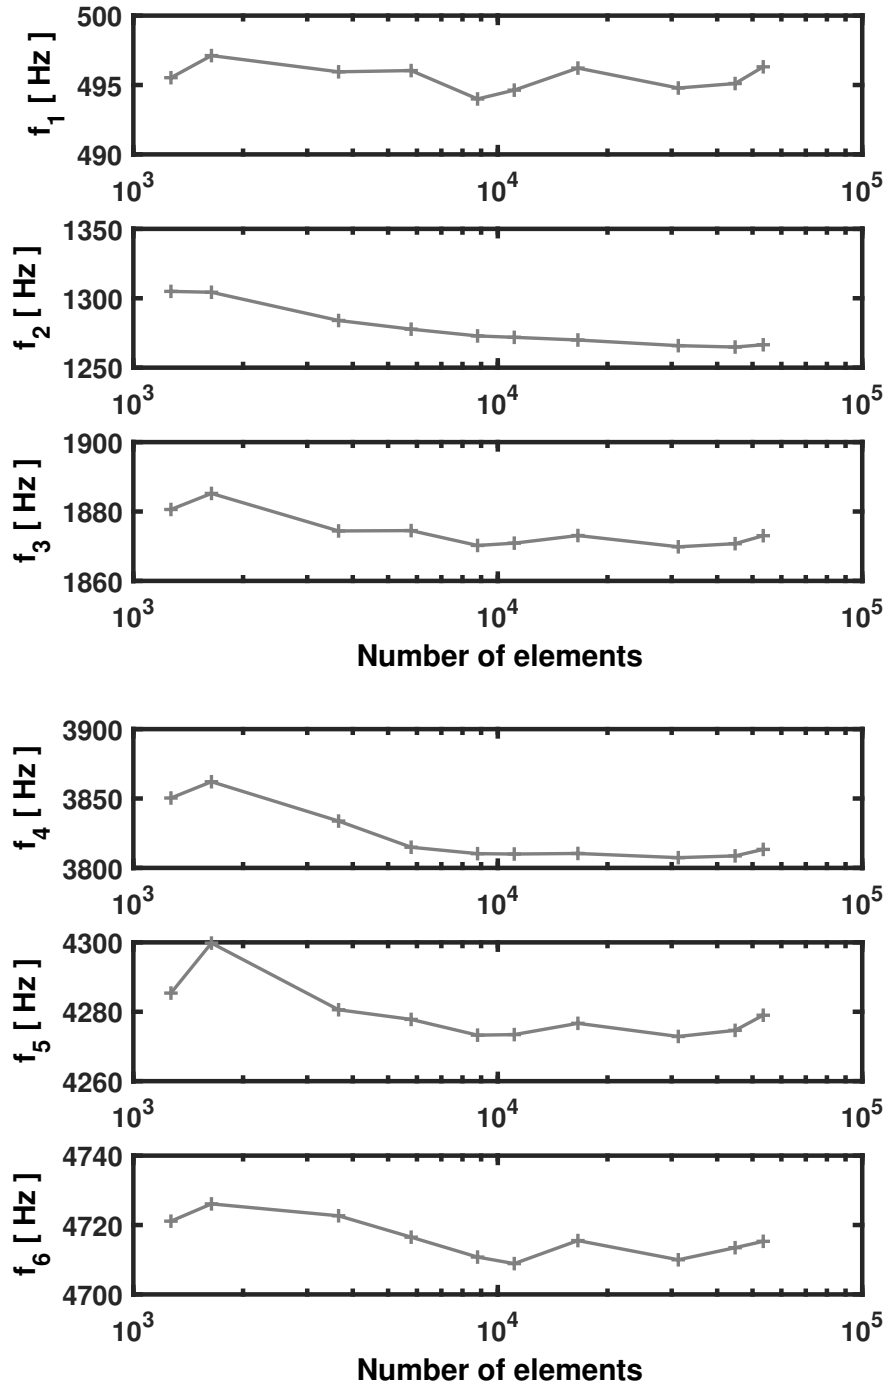 500
495
490
f1 [ Hz ]
10^3 10^4 10^5
1350
1300
1250
f2 [ Hz ]
10^3 10^4 10^5
1900
1880
1860
f3 [ Hz ]
10^3 10^4 10^5
Number of elements
3900
3850
3800
f4 [ Hz ]
10^3 10^4 10^5
4300
4280
4260
f5 [ Hz ]
10^3 10^4 10^5
4740
4720
4700
f6 [ Hz ]
10^3 10^4 10^5
Number of elements